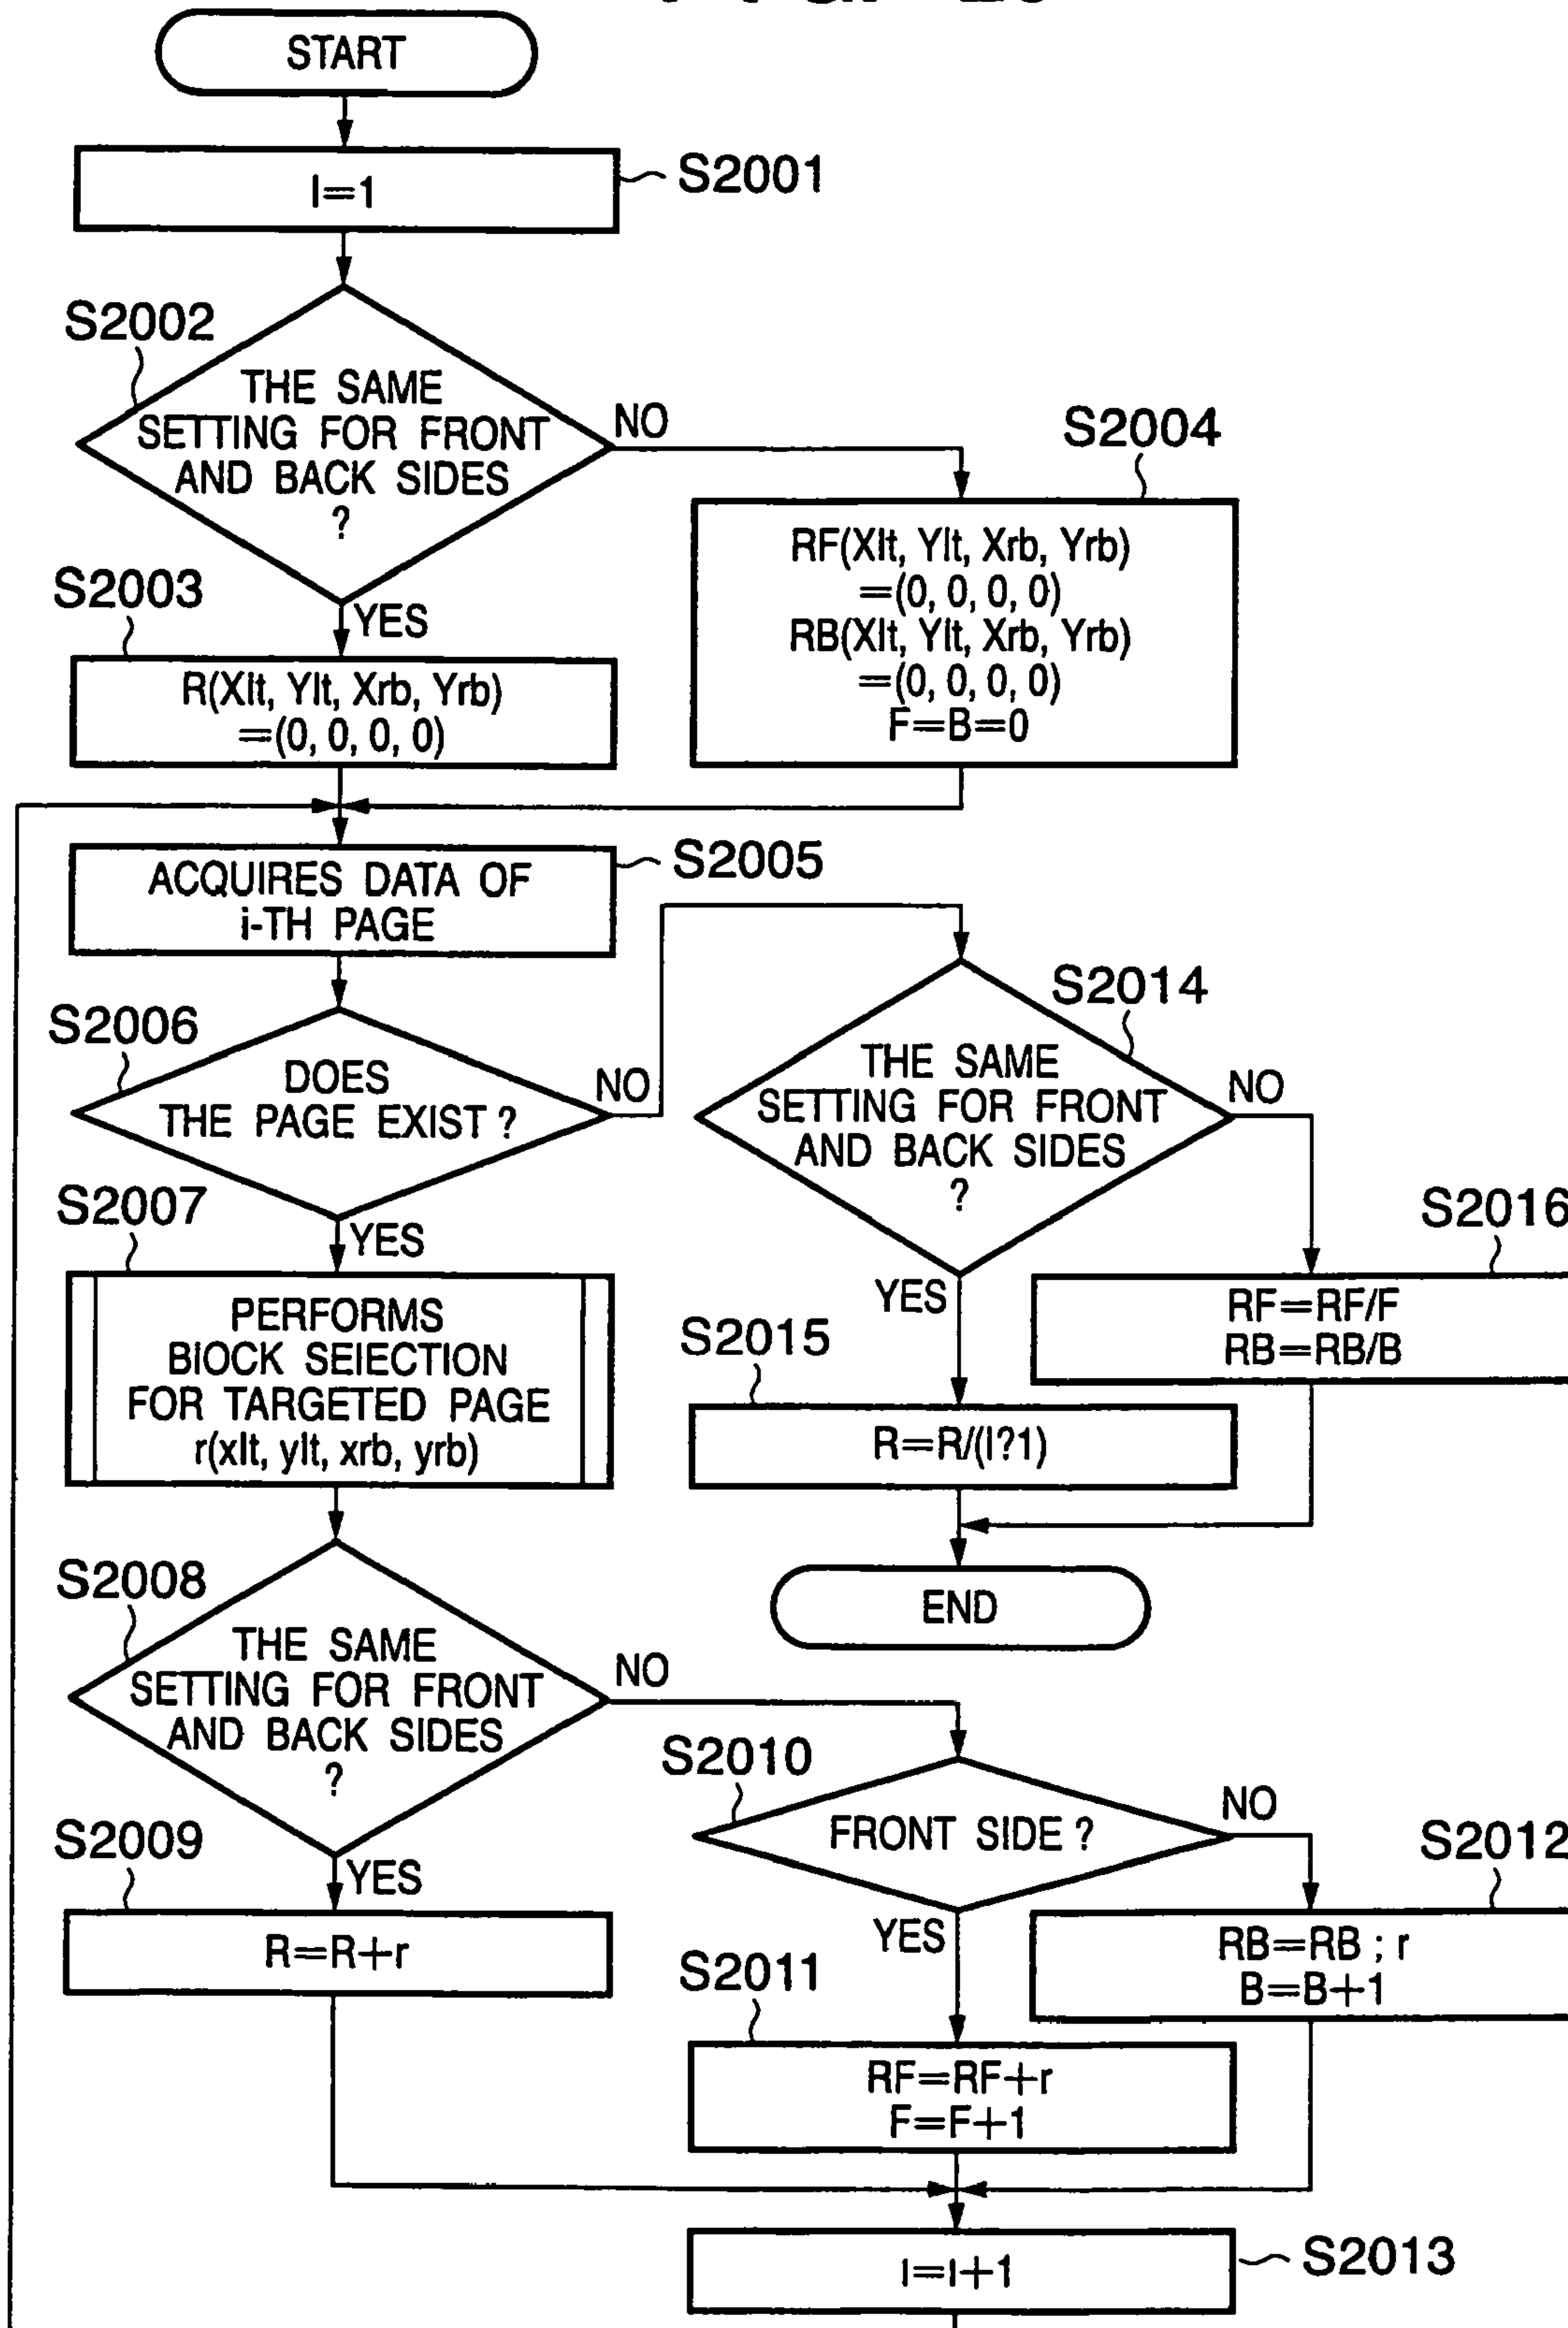 START
I=1
S2001
S2002
THE SAME
SETTING FOR FRONT
AND BACK SIDES
?
NO
YES
S2004
RF(Xlt, Ylt, Xrb, Yrb)
=(0, 0, 0, 0)
RB(Xlt, Ylt, Xrb, Yrb)
=(0, 0, 0, 0)
F=B=0
S2003
R(Xlt, Ylt, Xrb, Yrb)
=(0, 0, 0, 0)
ACQUIRES DATA OF
i-TH PAGE
S2005
S2006
DOES
THE PAGE EXIST ?
NO
YES
S2014
THE SAME
SETTING FOR FRONT
AND BACK SIDES
?
NO
YES
S2016
RF=RF/F
RB=RB/B
S2015
R=R/(I?1)
END
S2007
PERFORMS
BlOCK SElECTION
FOR TARGETED PAGE
r(xlt, ylt, xrb, yrb)
S2008
THE SAME
SETTING FOR FRONT
AND BACK SIDES
?
NO
YES
S2009
R=R+r
S2010
FRONT SIDE ?
NO
YES
S2012
RB=RB ; r
B=B+1
S2011
RF=RF+r
F=F+1
I=I+1
S2013